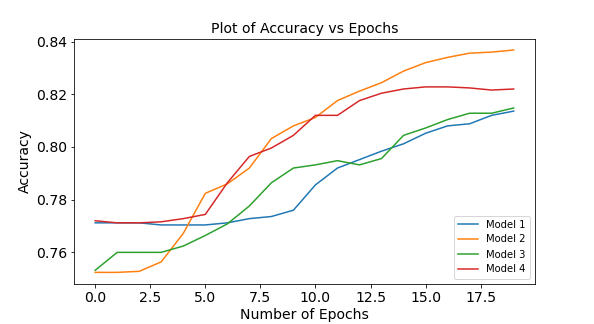 Plot of Accuracy vs Epochs
0.84
0.82
0.80
0.78
0.76
Accuracy
0.0 2.5 5.0 7.5 10.0 12.5 15.0 17.5
Number of Epochs
Model 1
Model 2
Model 3
Model 4